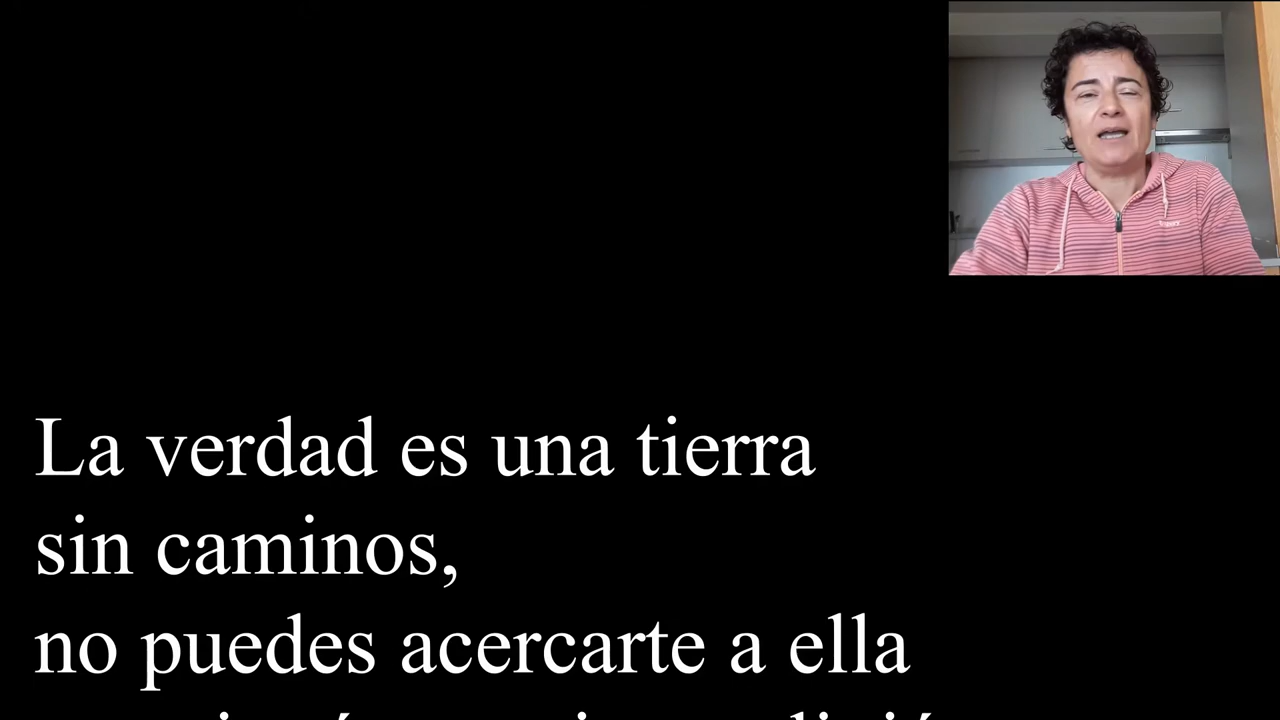 La verdad es una tierra
sin caminos,
no puedes acercarte a ella